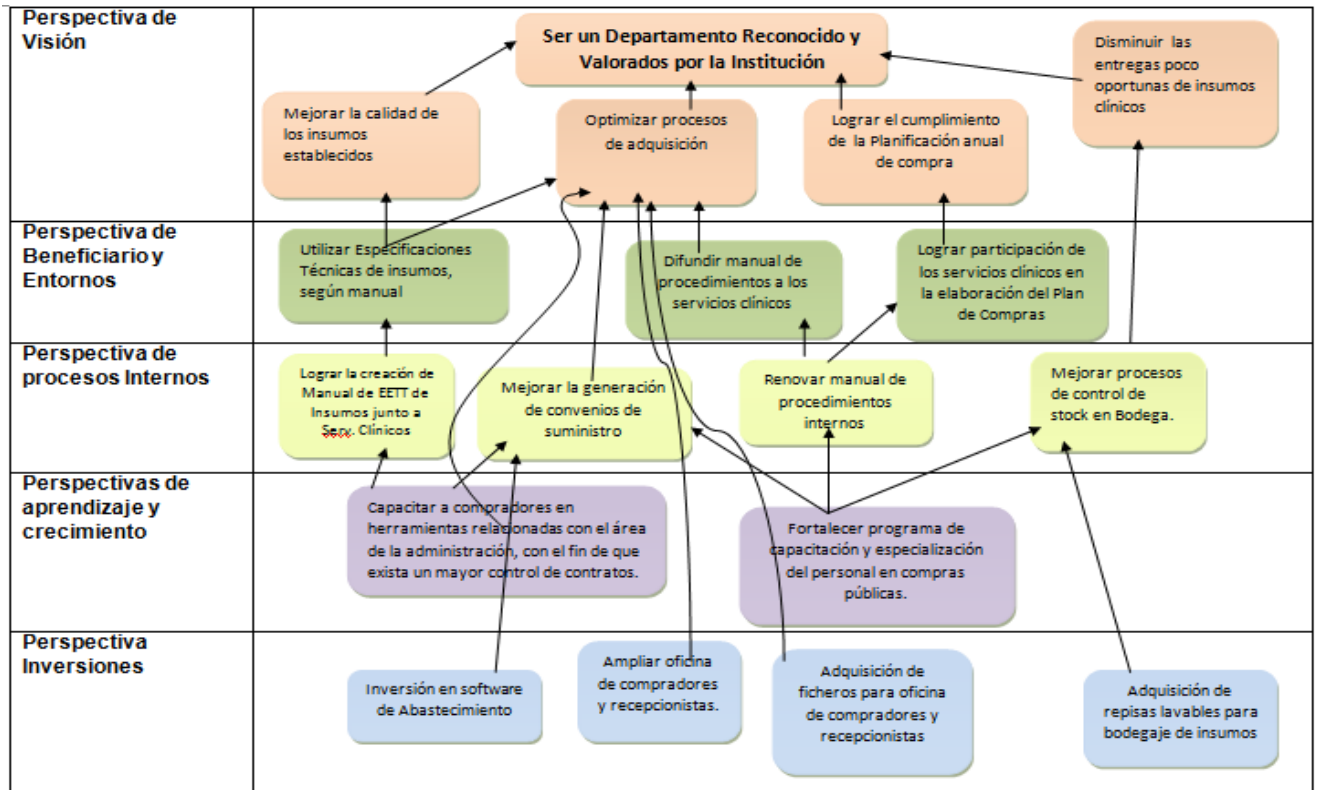 Perspectiva de
Visión
Ser un Departamento Reconocido y
Valorados por la Institución
Disminuir las
entregas poco
oportunas de insumos
clínicos
Mejorar la calidad de
los insumos
establecidos
Optimizar procesos
de adquisición
Lograr el cumplimiento
de la Planificación anual
de compra
Perspectiva de
Beneficiario y
Entornos
Utilizar Especificaciones
Técnicas de insumos,
según manual
Difundir manual de
procedimientos a los
servicios clínicos
Lograr participación de
los servicios clínicos en
la elaboración del Plan
de Compras
Perspectiva de
procesos Internos
Lograr la creación de
Manual de EETT de
Insumos junto a
Serv. Clínicos
Mejorar la generación
de convenios de
suministro
Renovar manual de
procedimientos
internos
Mejorar procesos
de control de
stock en Bodega.
Perspectivas de
aprendizaje y
crecimiento
Capacitar a compradores en
herramientas relacionadas con el área
de la administración, con el fin de que
exista un mayor control de contratos.
Fortalecer programa de
capacitación y especialización
del personal en compras
públicas.
Perspectiva
Inversiones
Inversión en software
de Abastecimiento
Ampliar oficina
de compradores
y recepcionistas.
Adquisición de
ficheros para oficina
de compradores y
recepcionistas
Adquisición de
repisas lavables para
bodegaje de insumos